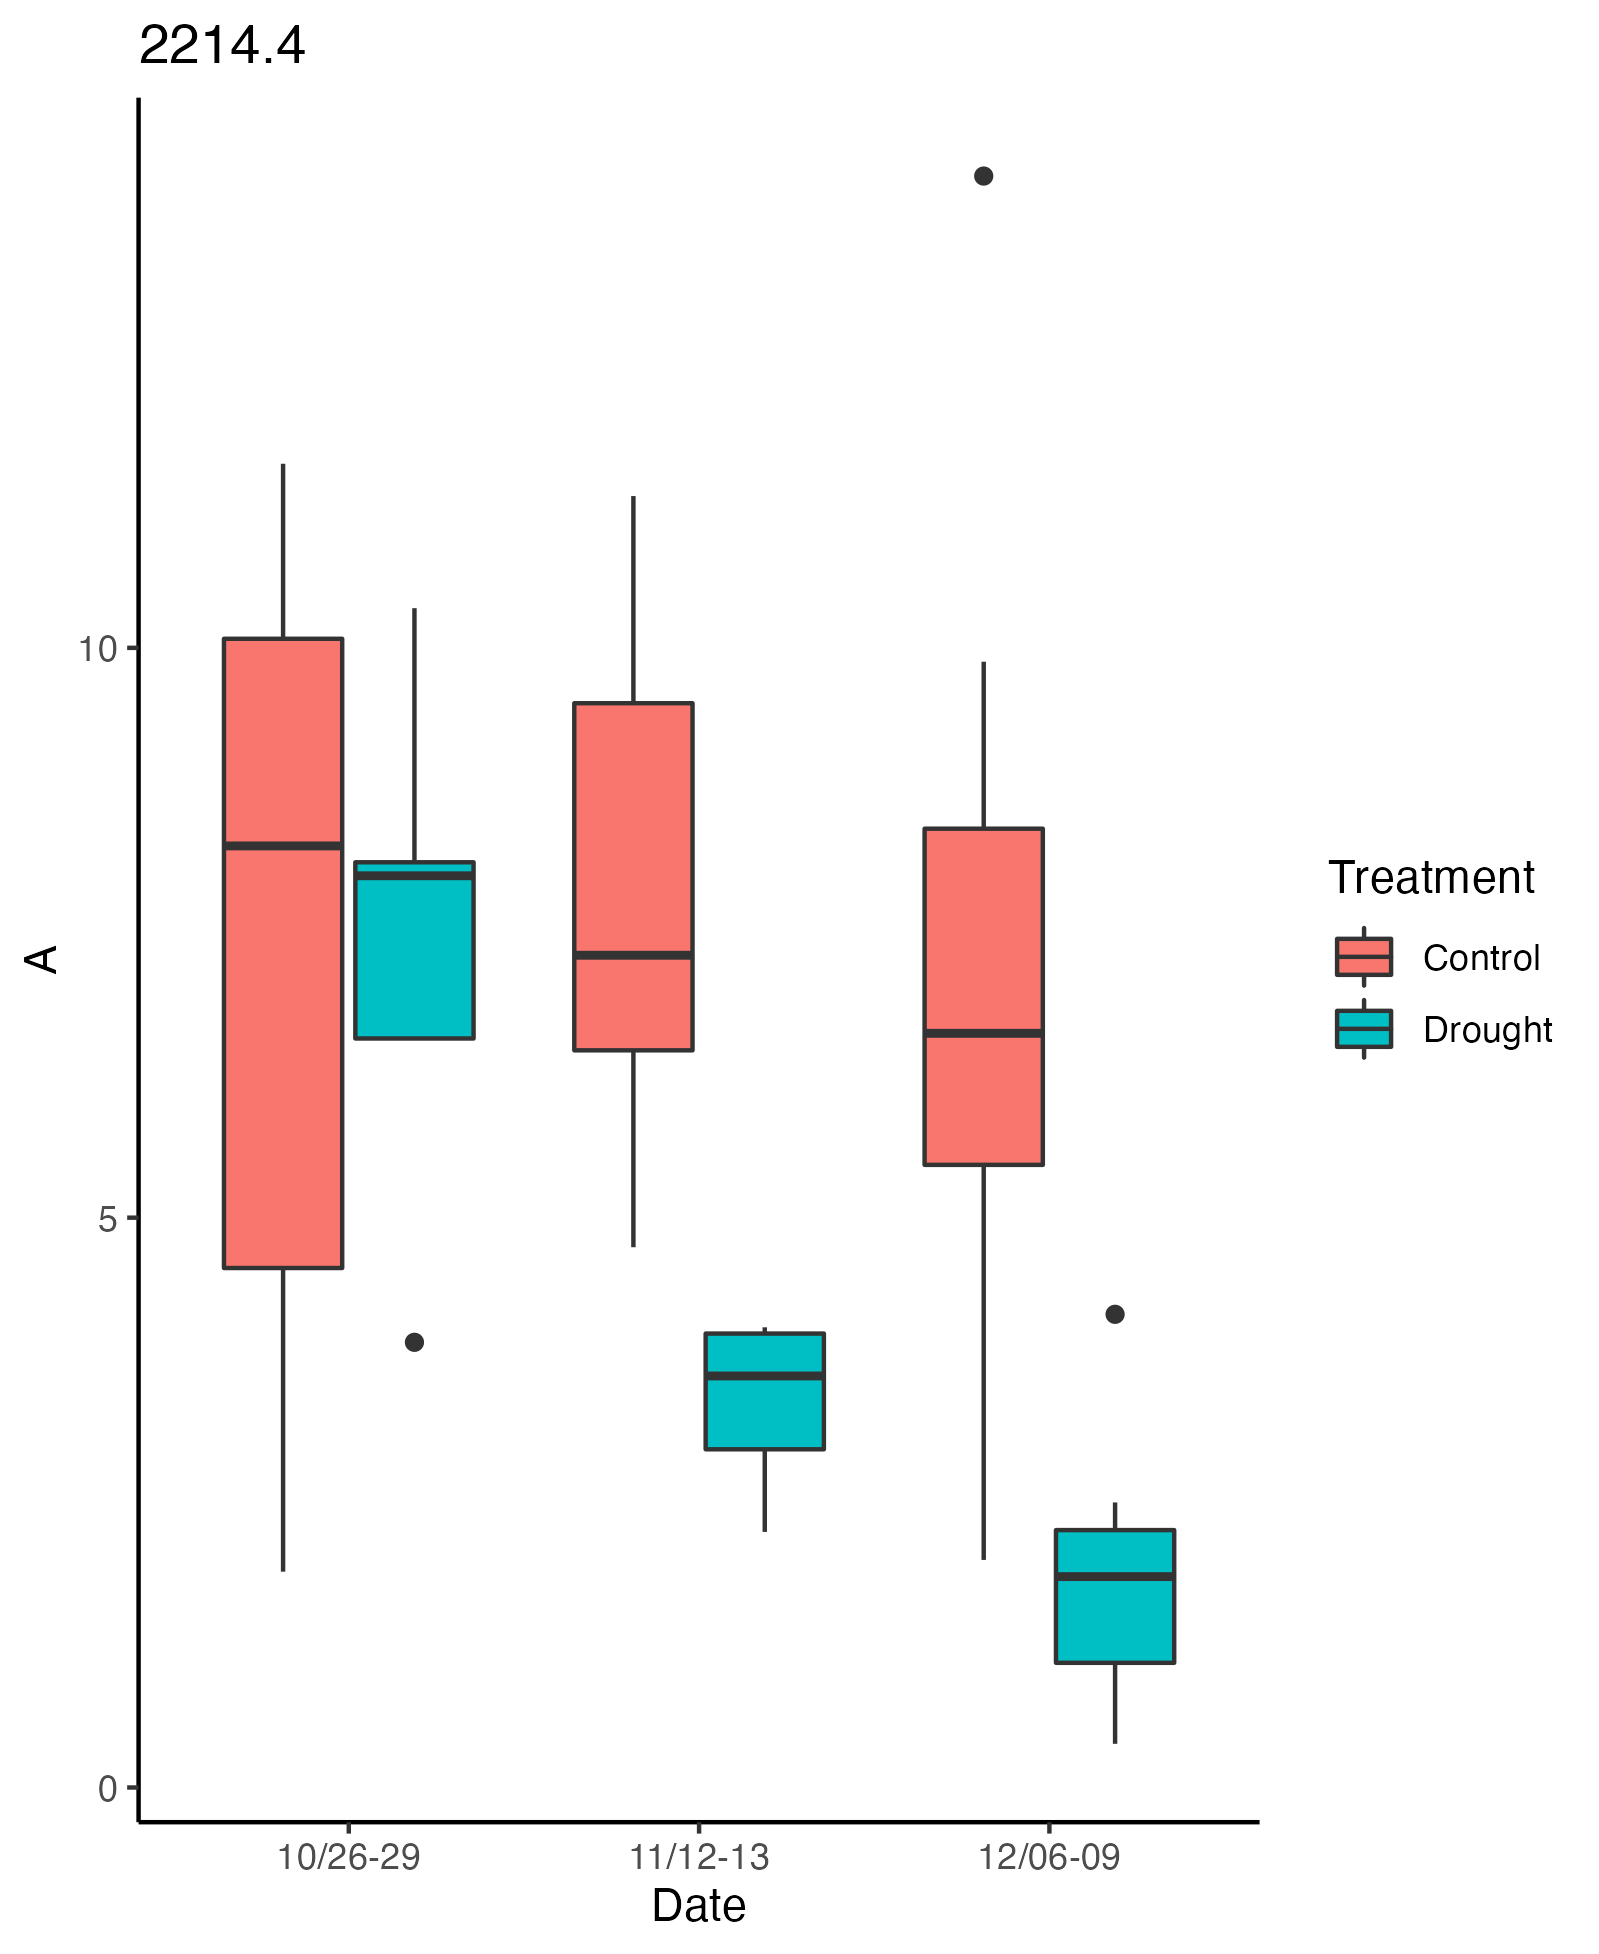 2214.4
A
10
5
0
10/26-29
11/12-13
12/06-09
Date
Treatment
Control
Drought